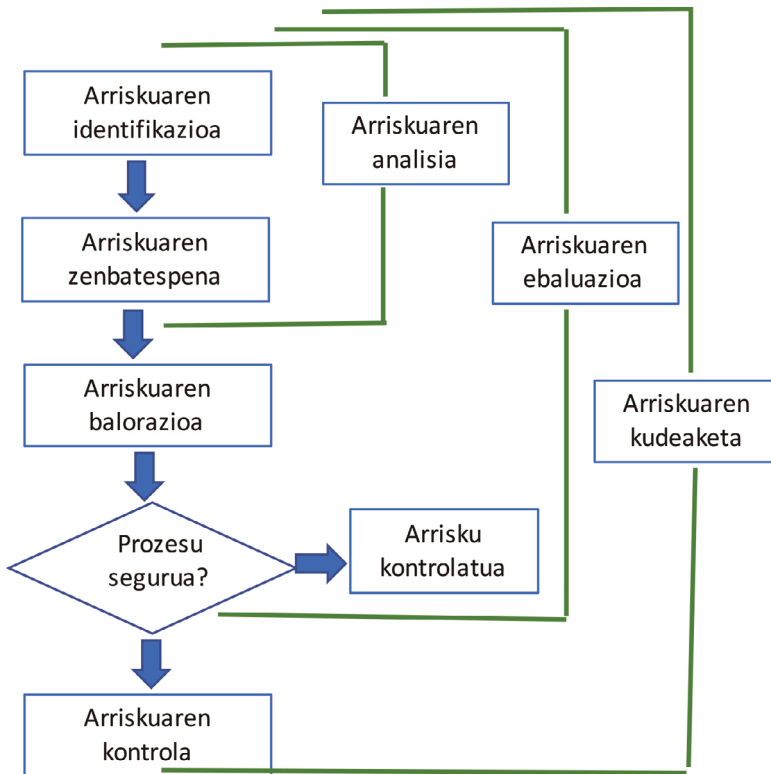 Arriskuaren
identifikazioa
Arriskuaren
analisia
Arriskuaren
zenbatespena
Arriskuaren
ebaluazioa
Arriskuaren
balorazioa
Arriskuaren
kudeaketa
Prozesu
segurua?
Arrisku
kontrolatua
Arriskuaren
kontrola